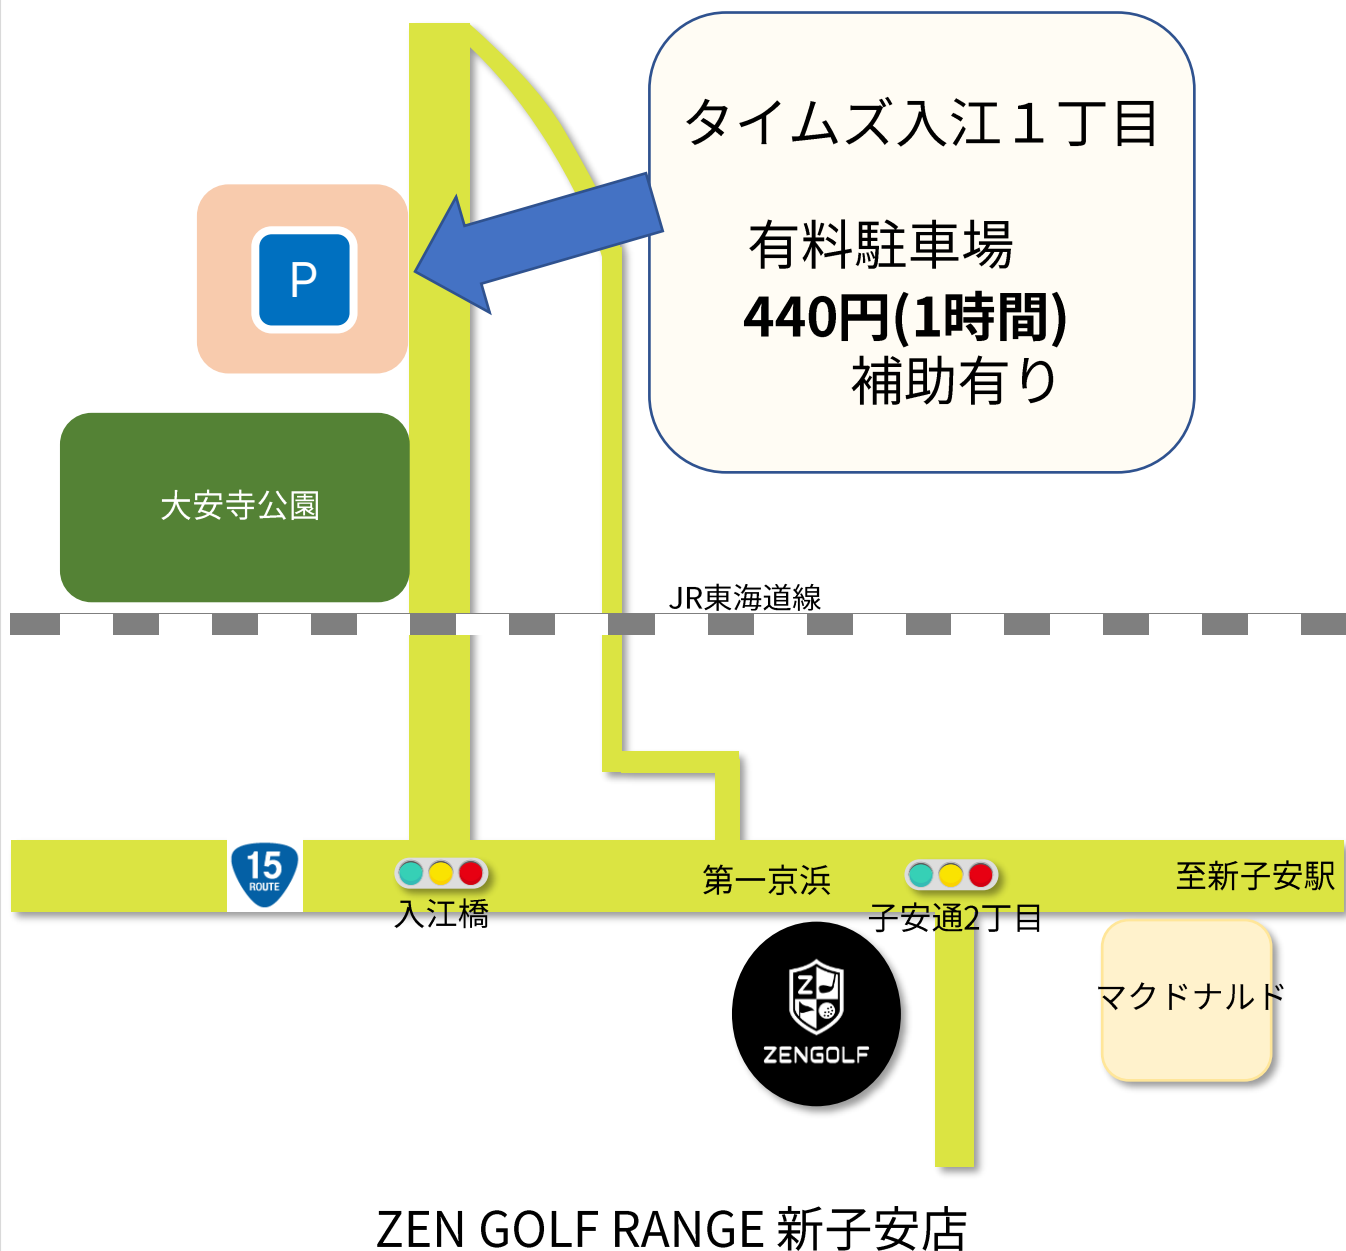 タイムズ入江１丁目
有料駐車場
440円(1時間)
補助有り
P
大安寺公園
JR東海道線
15
ROUTE
入江橋
第一京浜
子安通2丁目
至新子安駅
マクドナルド
Z
ZENGOLF
ZEN GOLF RANGE 新子安店